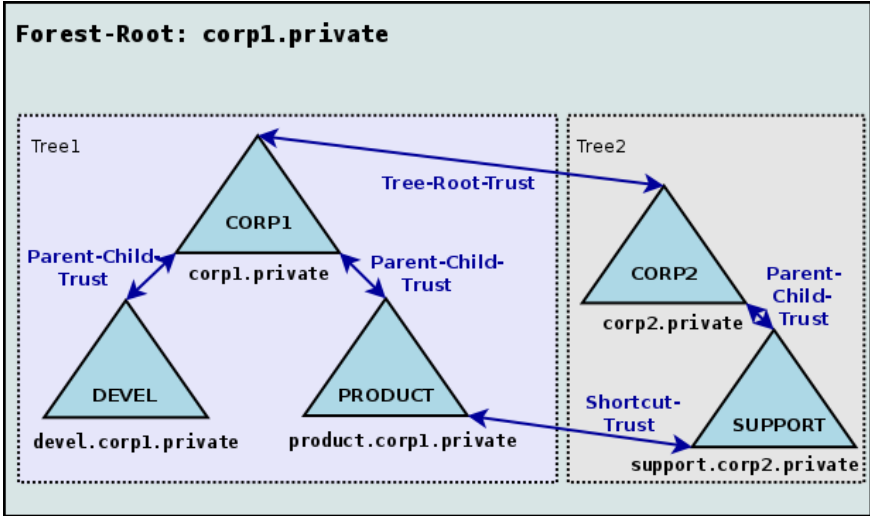 Forest-Root: corp1.private
Tree1
Tree2
Tree-Root-Trust
CORP1
corp1.private
Parent-Child-
Trust
Parent-Child-
Trust
CORP2
corp2.private
Parent-
Child-
Trust
DEVEL
devel.corp1.private
PRODUCT
product.corp1.private
Shortcut-
Trust
SUPPORT
support.corp2.private